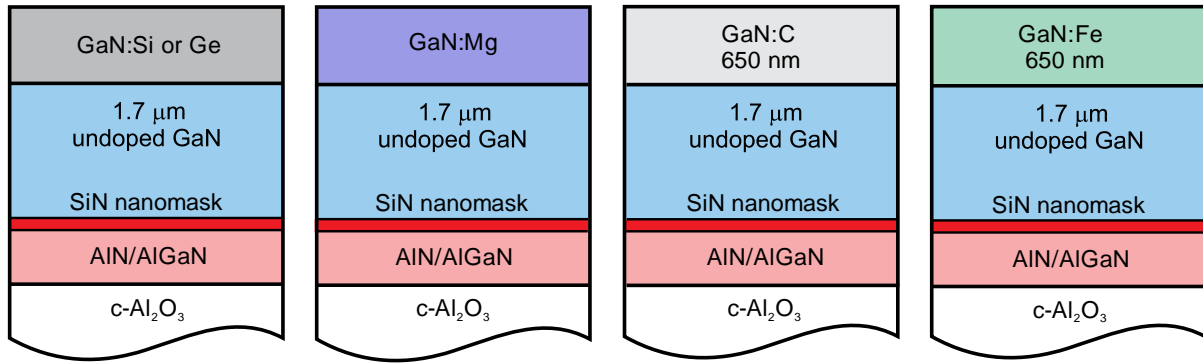 GaN:Si or Ge
1.7 μm
undoped GaN
SiN nanomask
AlN/AlGaN
c-Al₂O₃
GaN:Mg
1.7 μm
undoped GaN
SiN nanomask
AlN/AlGaN
c-Al₂O₃
GaN:C
650 nm
1.7 μm
undoped GaN
SiN nanomask
AlN/AlGaN
c-Al₂O₃
GaN:Fe
650 nm
1.7 μm
undoped GaN
SiN nanomask
AlN/AlGaN
c-Al₂O₃